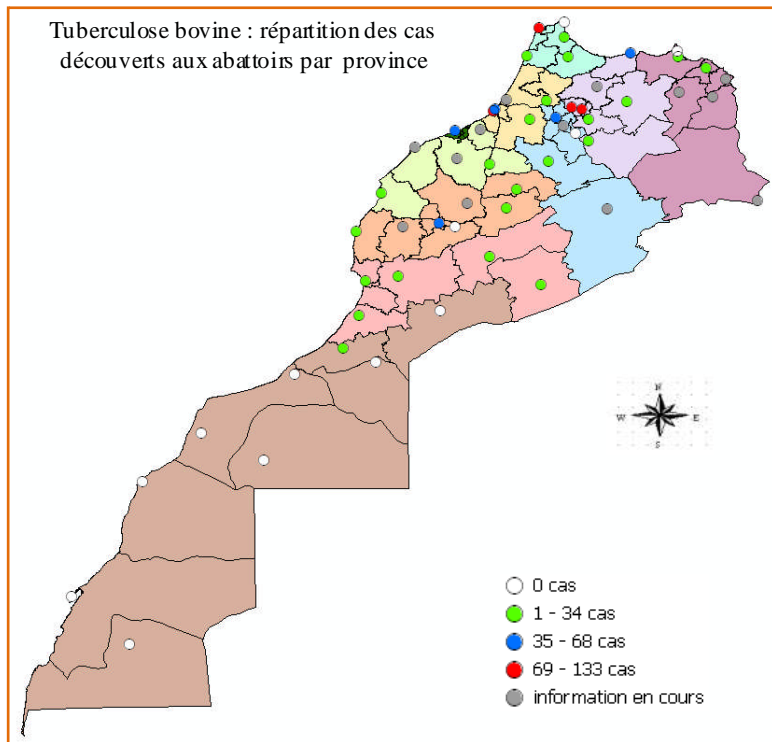 Tuberculose bovine : répartition des cas
découverts aux abattoirs par province
N
W E
S
0 cas
1 - 34 cas
35 - 68 cas
69 - 133 cas
information en cours